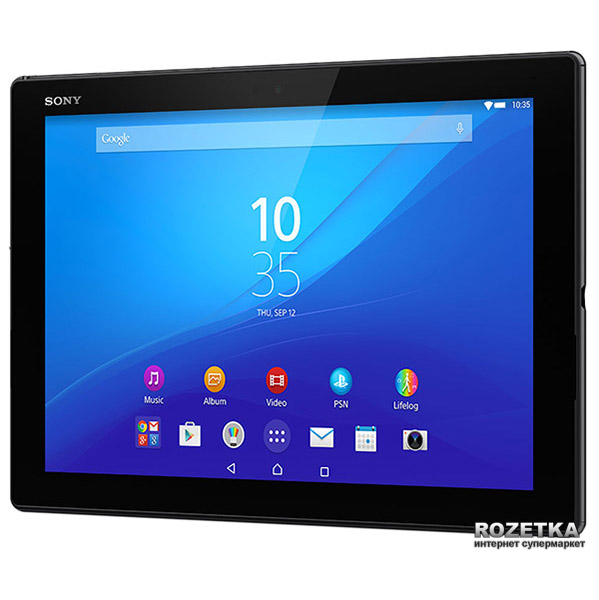 SONY
10:35
Google
10
35
THU, SEP 12
Music
Album
Video
PSN
Lifelog
ROZETKA
интернет супермаркет